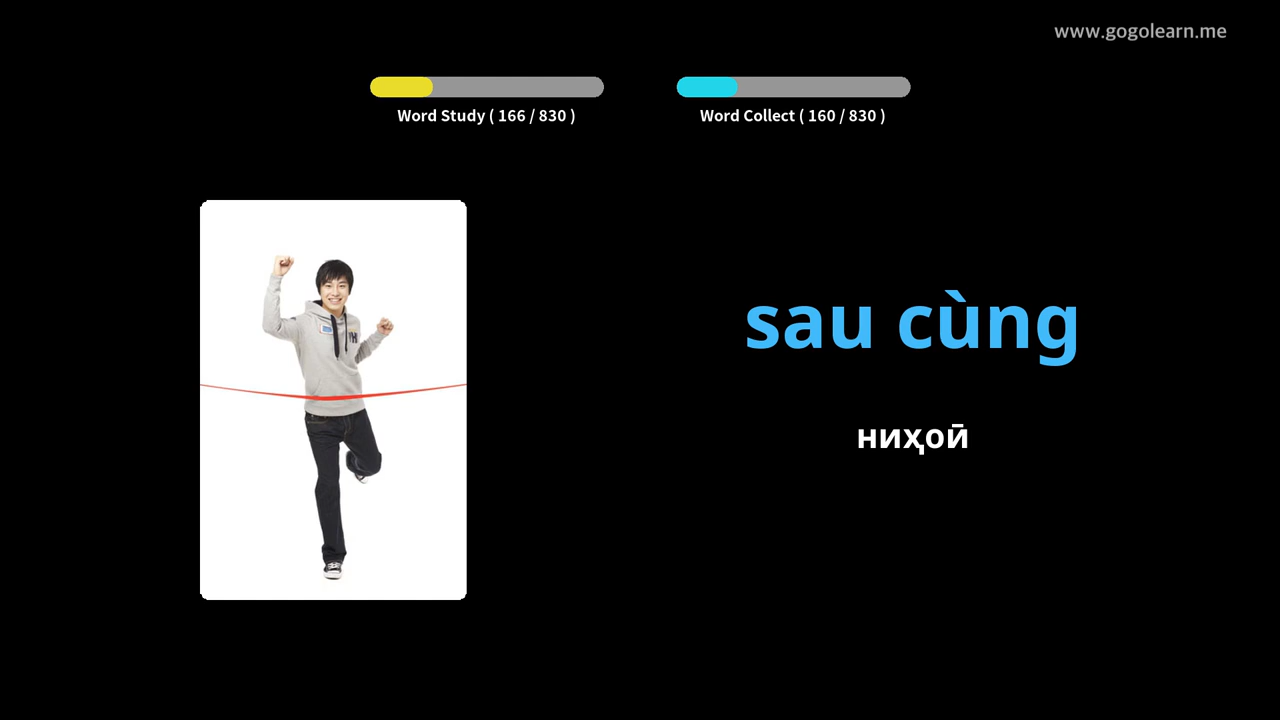 www.gogolearn.me
Word Study ( 166 / 830 )
Word Collect ( 160 / 830 )
sau cùng
ниҳоӣ